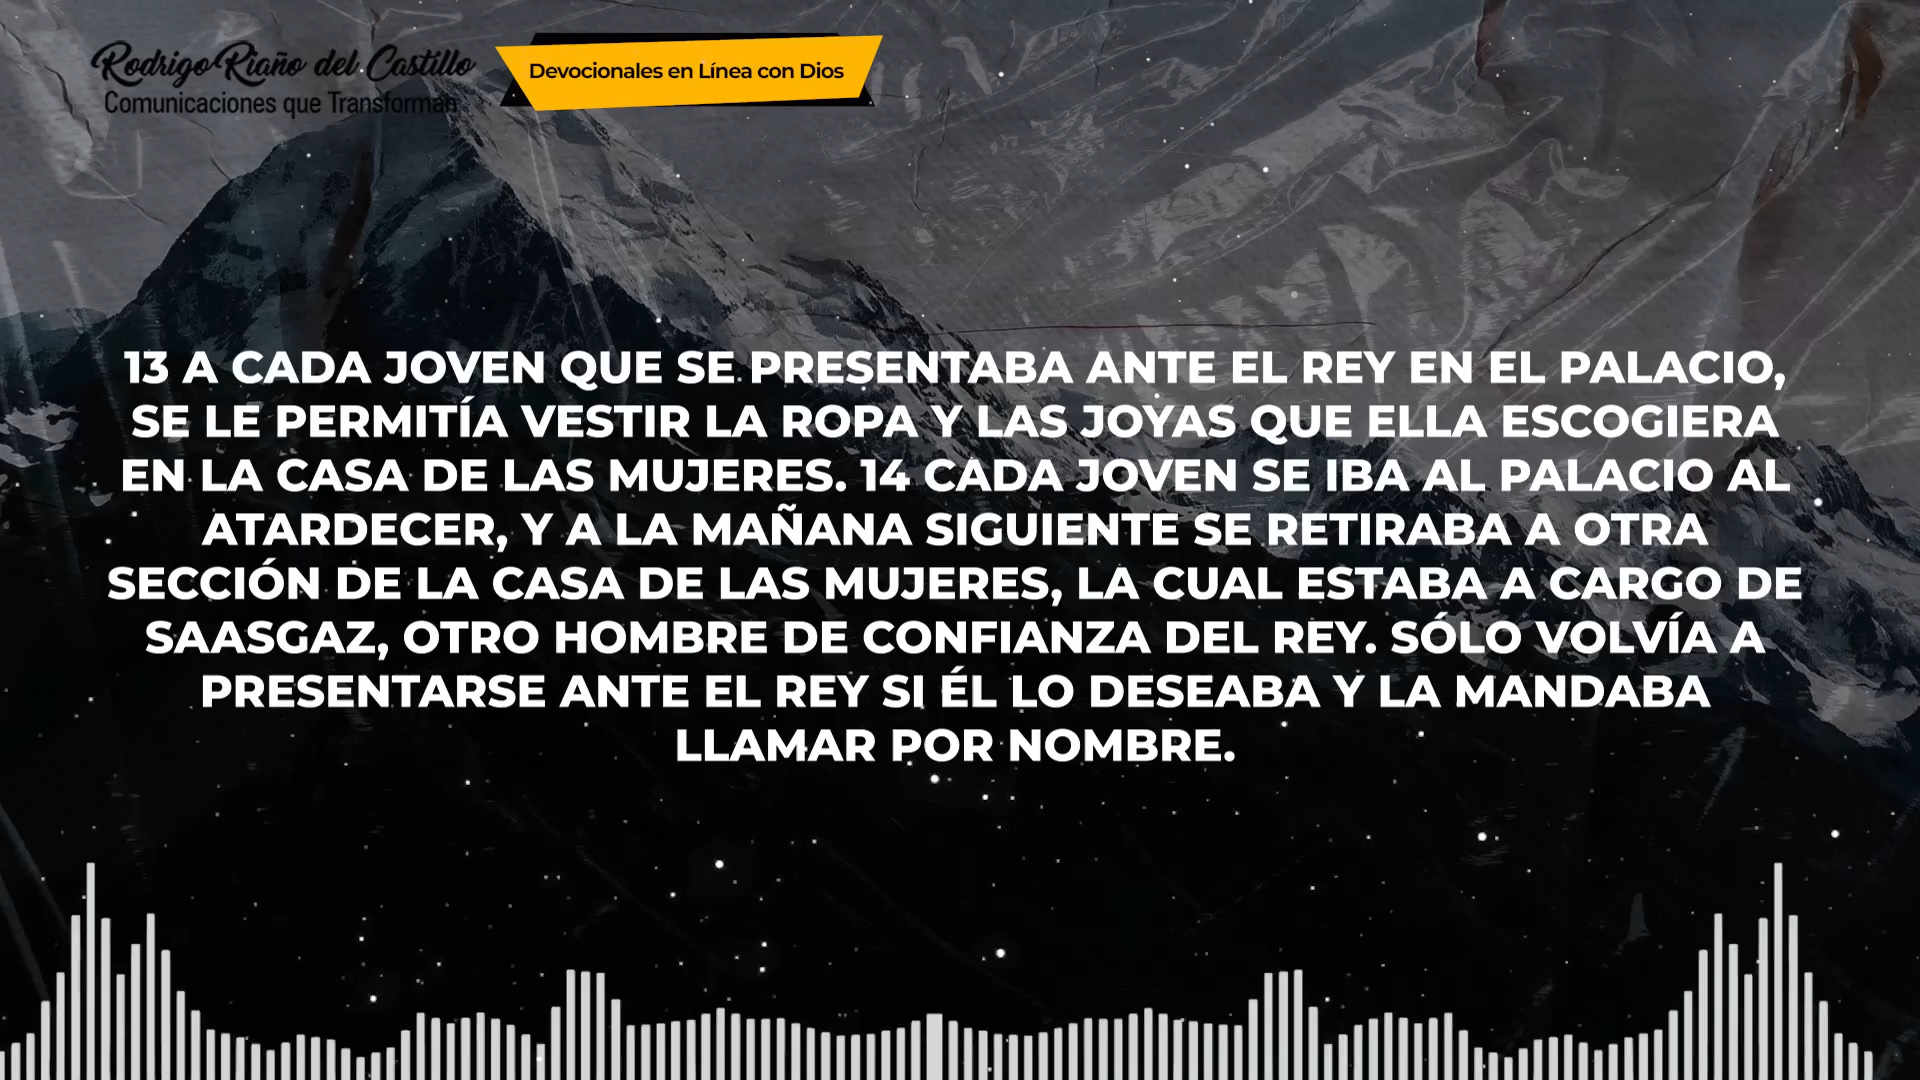 Rodrigo Riaño del Castillo
Comunicaciones que Transforman
Devocionales en Línea con Dios
13 A CADA JOVEN QUE SE PRESENTABA ANTE EL REY EN EL PALACIO,
SE LE PERMITÍA VESTIR LA ROPA Y LAS JOYAS QUE ELLA ESCOGIERA
EN LA CASA DE LAS MUJERES. 14 CADA JOVEN SE IBA AL PALACIO AL
ATARDECER, Y A LA MAÑANA SIGUIENTE SE RETIRABA A OTRA
SECCIÓN DE LA CASA DE LAS MUJERES, LA CUAL ESTABA A CARGO DE
SAASGAZ, OTRO HOMBRE DE CONFIANZA DEL REY. SÓLO VOLVÍA A
PRESENTARSE ANTE EL REY SI ÉL LO DESEABA Y LA MANDABA
LLAMAR POR NOMBRE.